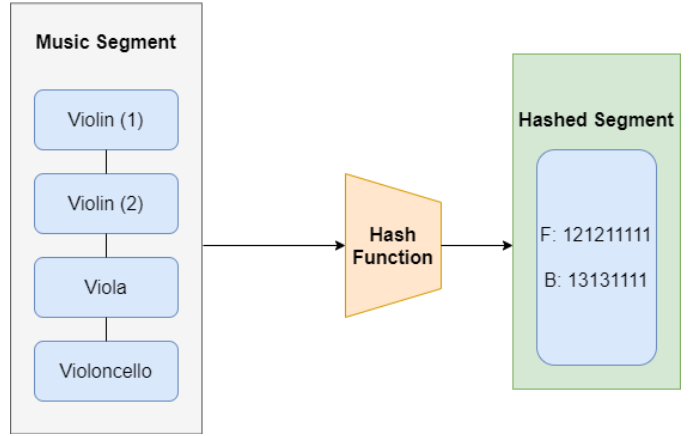 Music Segment
Violin (1)
Violin (2)
Viola
Violoncello
Hash
Function
Hashed Segment
F: 121211111
B: 13131111